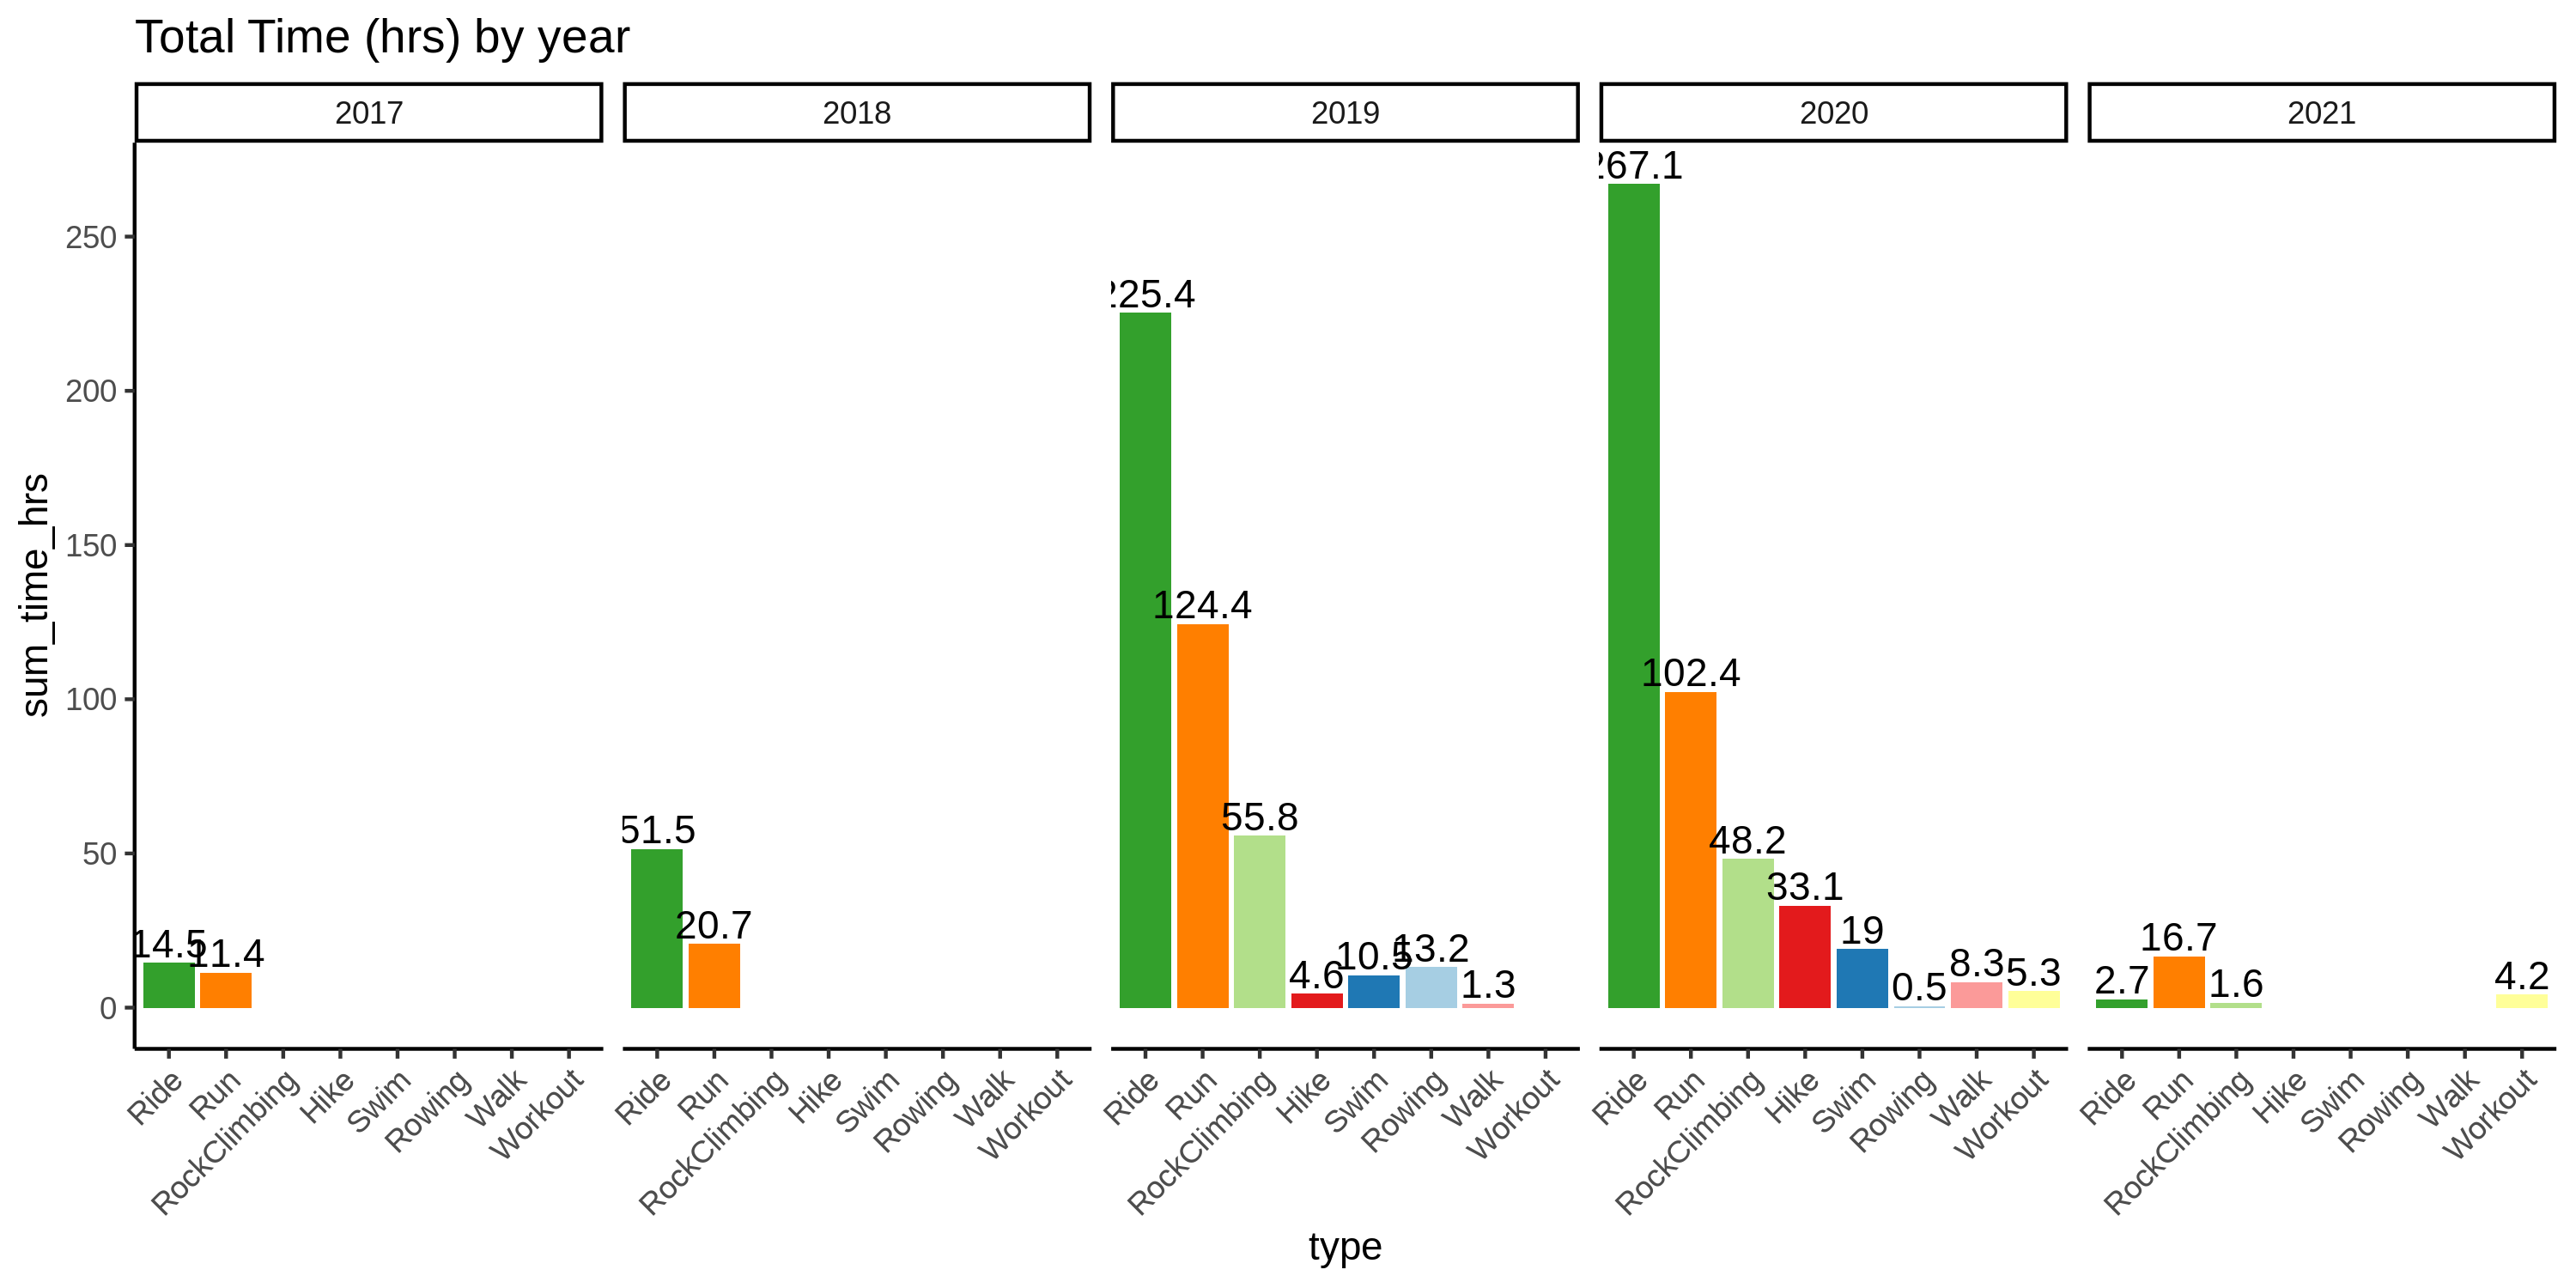 Total Time (hrs) by year
2017 2018 2019 2020 2021
sum_time_hrs
250
200
150
100
50
0
14.5 11.4
51.5 20.7
225.4 124.4 55.8 4.6 10.5 13.2 1.3
267.1 102.4 48.2 33.1 19 0.5 8.3 5.3
2.7 16.7 1.6 4.2
Ride Run RockClimbing Hike Swim Rowing Walk Workout
Ride Run RockClimbing Hike Swim Rowing Walk Workout
Ride Run RockClimbing Hike Swim Rowing Walk Workout
Ride Run RockClimbing Hike Swim Rowing Walk Workout
Ride Run RockClimbing Hike Swim Rowing Walk Workout
type